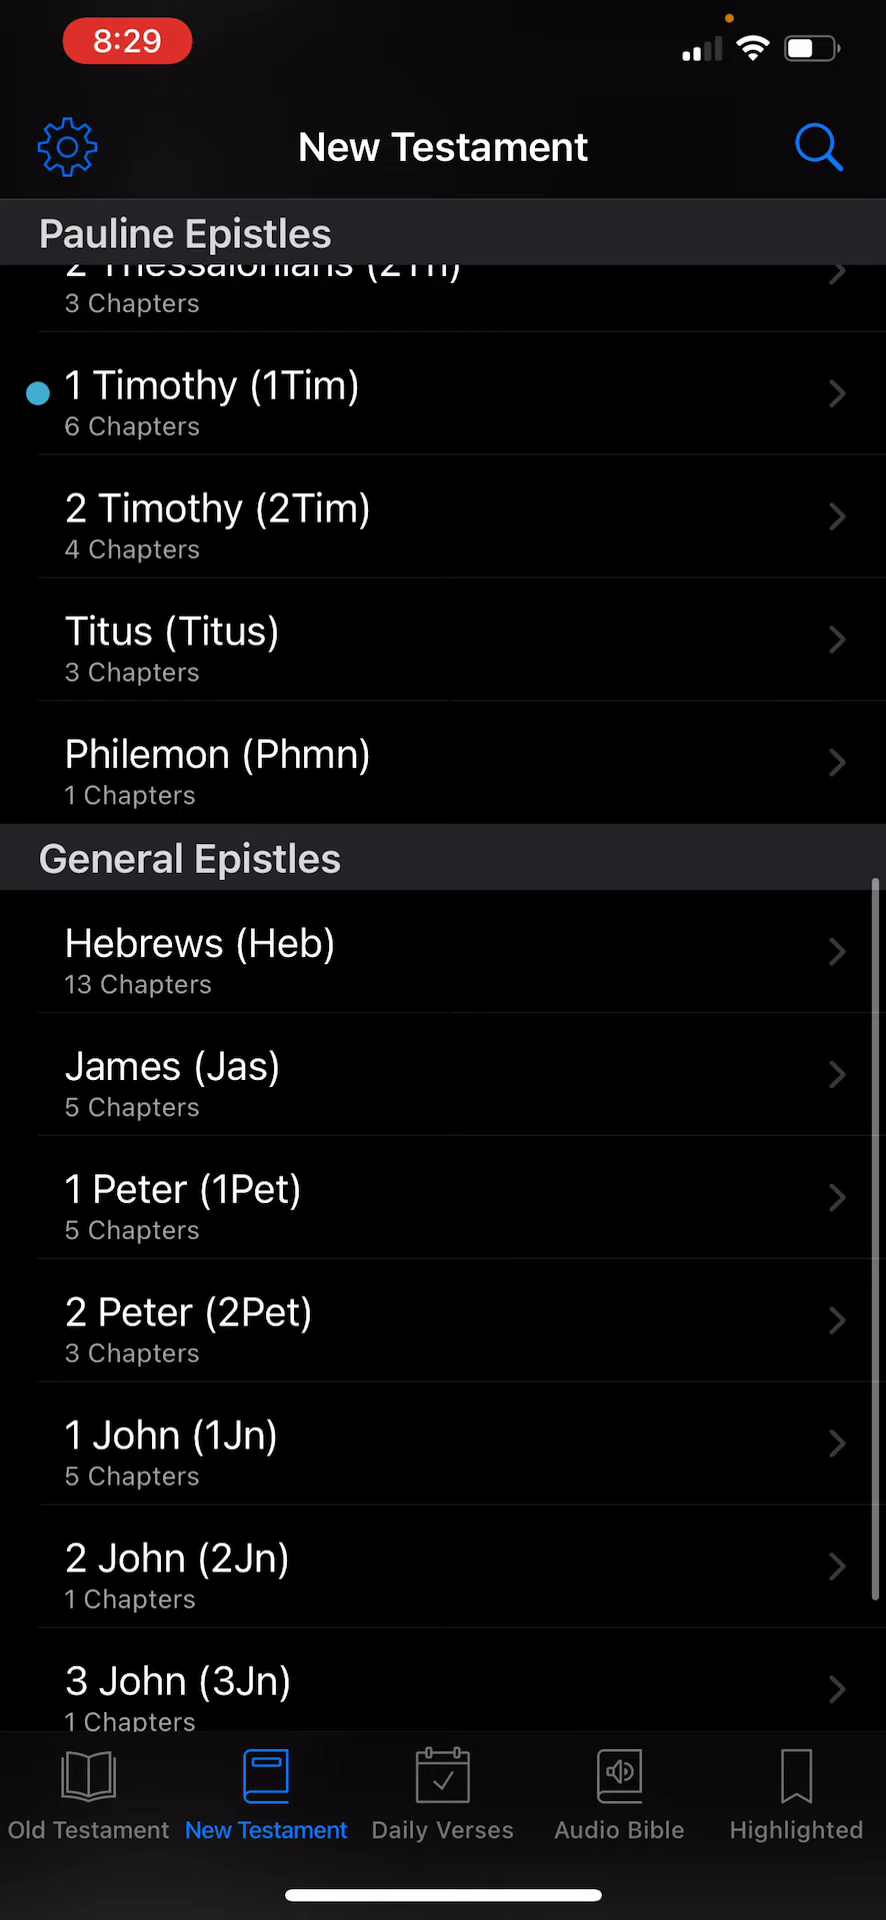 8:29
New Testament
Pauline Epistles
2 Thessalonians (2Th)
3 Chapters
1 Timothy (1Tim)
6 Chapters
2 Timothy (2Tim)
4 Chapters
Titus (Titus)
3 Chapters
Philemon (Phmn)
1 Chapters
General Epistles
Hebrews (Heb)
13 Chapters
James (Jas)
5 Chapters
1 Peter (1Pet)
5 Chapters
2 Peter (2Pet)
3 Chapters
1 John (1Jn)
5 Chapters
2 John (2Jn)
1 Chapters
3 John (3Jn)
1 Chapters
Old Testament New Testament Daily Verses Audio Bible Highlighted